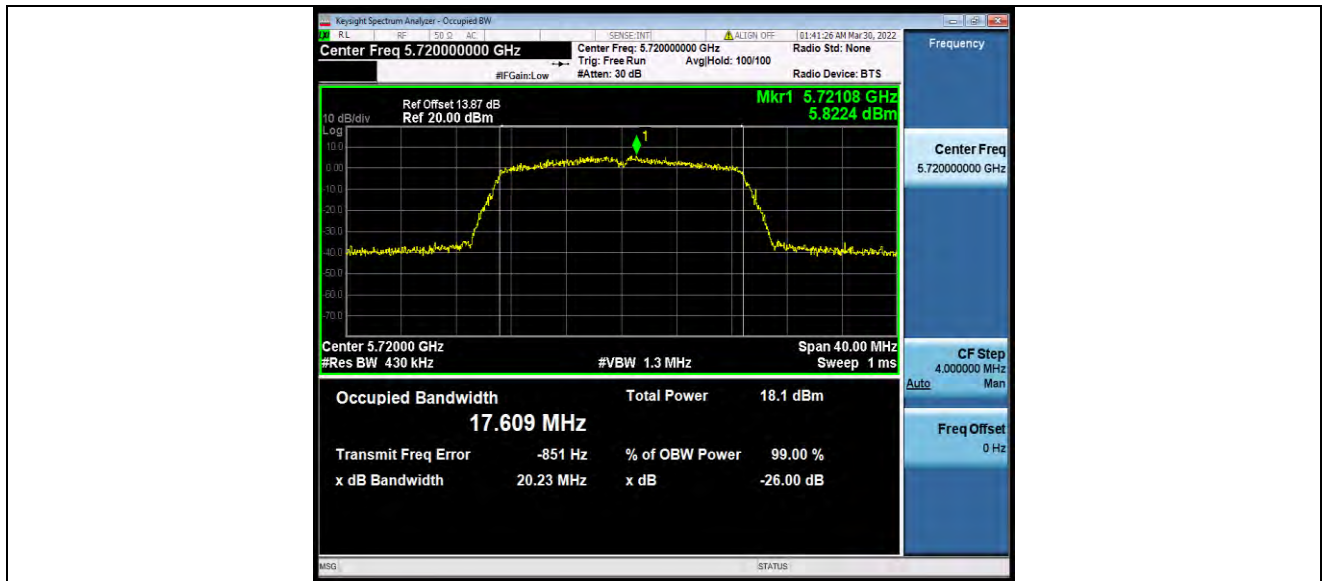 Keysight Spectrum Analyzer - Occupied BW
RL RF 50 Ω AC SENSE:INT ALIGN OFF 01:41:26 AM Mar 30, 2022
Center Freq 5.720000000 GHz
Center Freq: 5.720000000 GHz
Radio Std: None
Trig: Free Run Avg|Hold: 100/100
#IFGain:Low #Atten: 30 dB Radio Device: BTS
Frequency
Mkr1 5.72108 GHz
5.8224 dBm
Ref Offset 13.87 dB
10 dB/div Ref 20.00 dBm
Log
10.0
0.00
-10.0
-20.0
-30.0
-40.0
-50.0
-60.0
-70.0
1
Center 5.72000 GHz Span 40.00 MHz
#Res BW 430 kHz #VBW 1.3 MHz Sweep 1 ms
Center Freq
5.720000000 GHz
CF Step
4.000000 MHz
Auto Man
Freq Offset
0 Hz
Occupied Bandwidth Total Power 18.1 dBm
17.609 MHz
Transmit Freq Error -851 Hz % of OBW Power 99.00 %
x dB Bandwidth 20.23 MHz x dB -26.00 dB
MSG STATUS